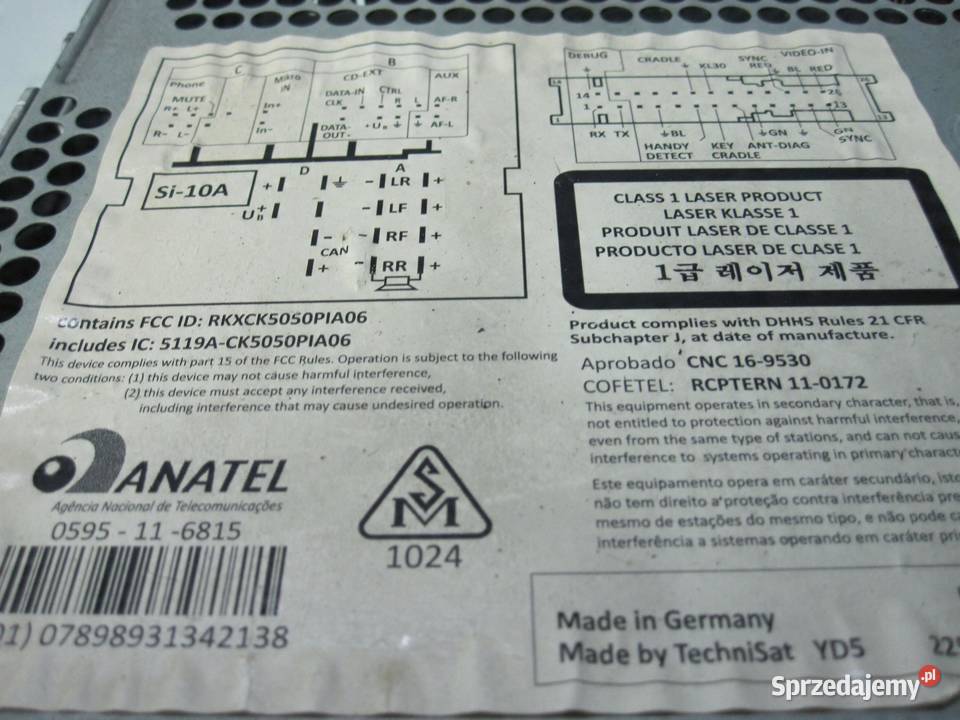 C
Phone
MUTE
R+ L+
R- L-
Maro
IN
In+
In-
B
CD-EXT
DATA-IN CTRL
CLK R L
DATA-
OUT-
+UB
AUX
AF-R
AF-L
D
A
Si-10A
+
- LR +
+
UB
- LF +
-
- RF +
CAN
+
- RR +
DEBUG CRADLE KL30 SYNC VIDEO-IN
RED BL RED
14 26
1 13
RX TX BL GN GN
SYNC
HANDY KEY ANT-DIAG
DETECT CRADLE
CLASS 1 LASER PRODUCT
LASER KLASSE 1
PRODUIT LASER DE CLASSE 1
PRODUCTO LASER DE CLASE 1
1급 레이저 제품
contains FCC ID: RKXCK5050PIA06
includes IC: 5119A-CK5050PIA06
This device complies with part 15 of the FCC Rules. Operation is subject to the following
two conditions: (1) this device may not cause harmful interference,
(2) this device must accept any interference received,
including interference that may cause undesired operation.
Product complies with DHHS Rules 21 CFR
Subchapter J, at date of manufacture.
Aprobado CNC 16-9530
COFETEL: RCPTERN 11-0172
This equipment operates in secondary character, that is,
not entitled to protection against harmful interference,
even from the same type of stations, and can not caus
interference to systems operating in primary charact
Este equipamento opera em caráter secundário, isto
não tem direito a proteção contra interferência pre
mesmo de estações do mesmo tipo, e não pode ca
interferência a sistemas operando em caráter pri
ANATEL
Agência Nacional de Telecomunicações
0595 - 11 -6815
01) 07898931342138
S
M
1024
Made in Germany
Made by TechniSat YD5
Sprzedajemy.pl